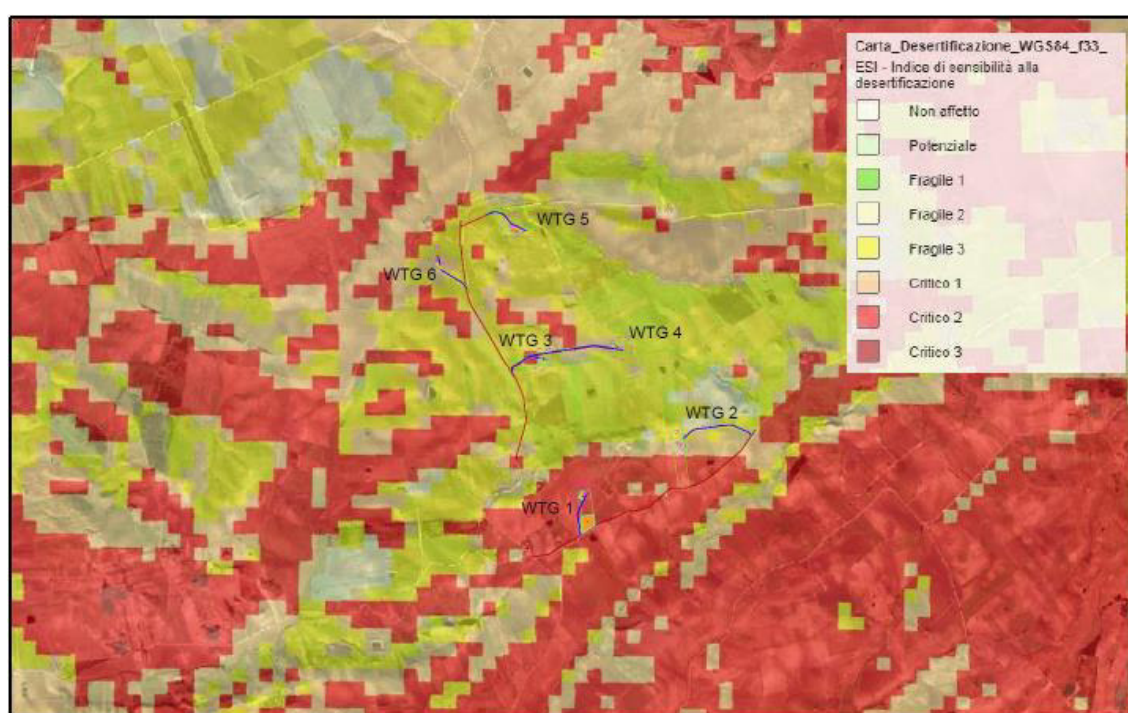 Carta_Desertificazione_WGS84_f33_
ESI - Indice di sensibilità alla
desertificazione
Non affetto
Potenziale
Fragile 1
Fragile 2
Fragile 3
Critico 1
Critico 2
Critico 3
WTG 5
WTG 6
WTG 3
WTG 4
WTG 2
WTG 1